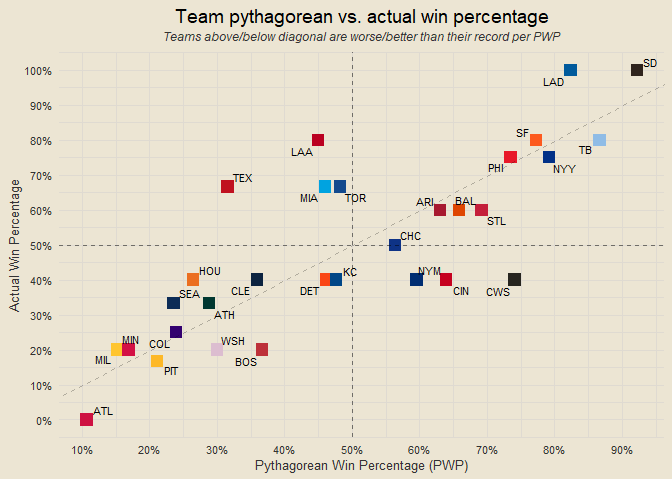 Team pythagorean vs. actual win percentage
Teams above/below diagonal are worse/better than their record per PWP
100%
90%
80%
70%
60%
50%
40%
30%
20%
10%
0%
Actual Win Percentage
SD
LAD
SF
TB
LAA
PHI
NYY
TEX
MIA
TOR
ARI
BAL
STL
CHC
HOU
CLE
DET
KC
NYM
CIN
CWS
SEA
ATH
COL
MIN
MIL
WSH
BOS
PIT
ATL
10%
20%
30%
40%
50%
60%
70%
80%
90%
Pythagorean Win Percentage (PWP)